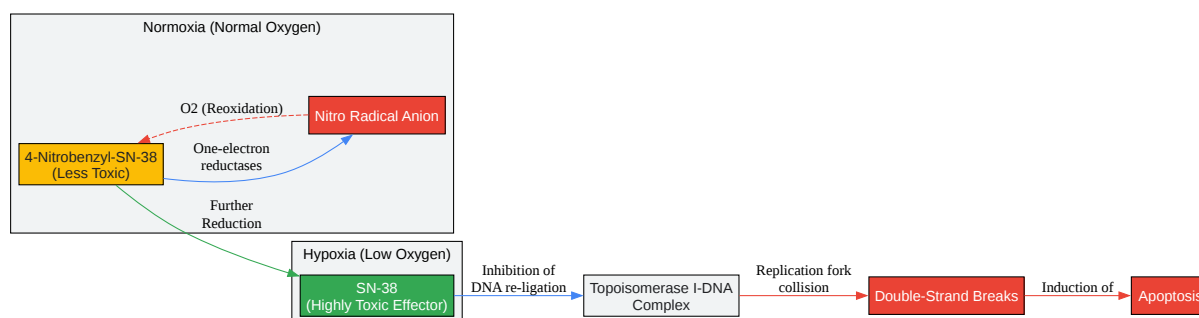 Normoxia (Normal Oxygen)
O2 (Reoxidation)
Nitro Radical Anion
4-Nitrobenzyl-SN-38
(Less Toxic)
One-electron
reductases
Further
Reduction
Hypoxia (Low Oxygen)
SN-38
(Highly Toxic Effector)
Inhibition of
DNA re-ligation
Topoisomerase I-DNA
Complex
Replication fork
collision
Double-Strand Breaks
Induction of
Apoptosis